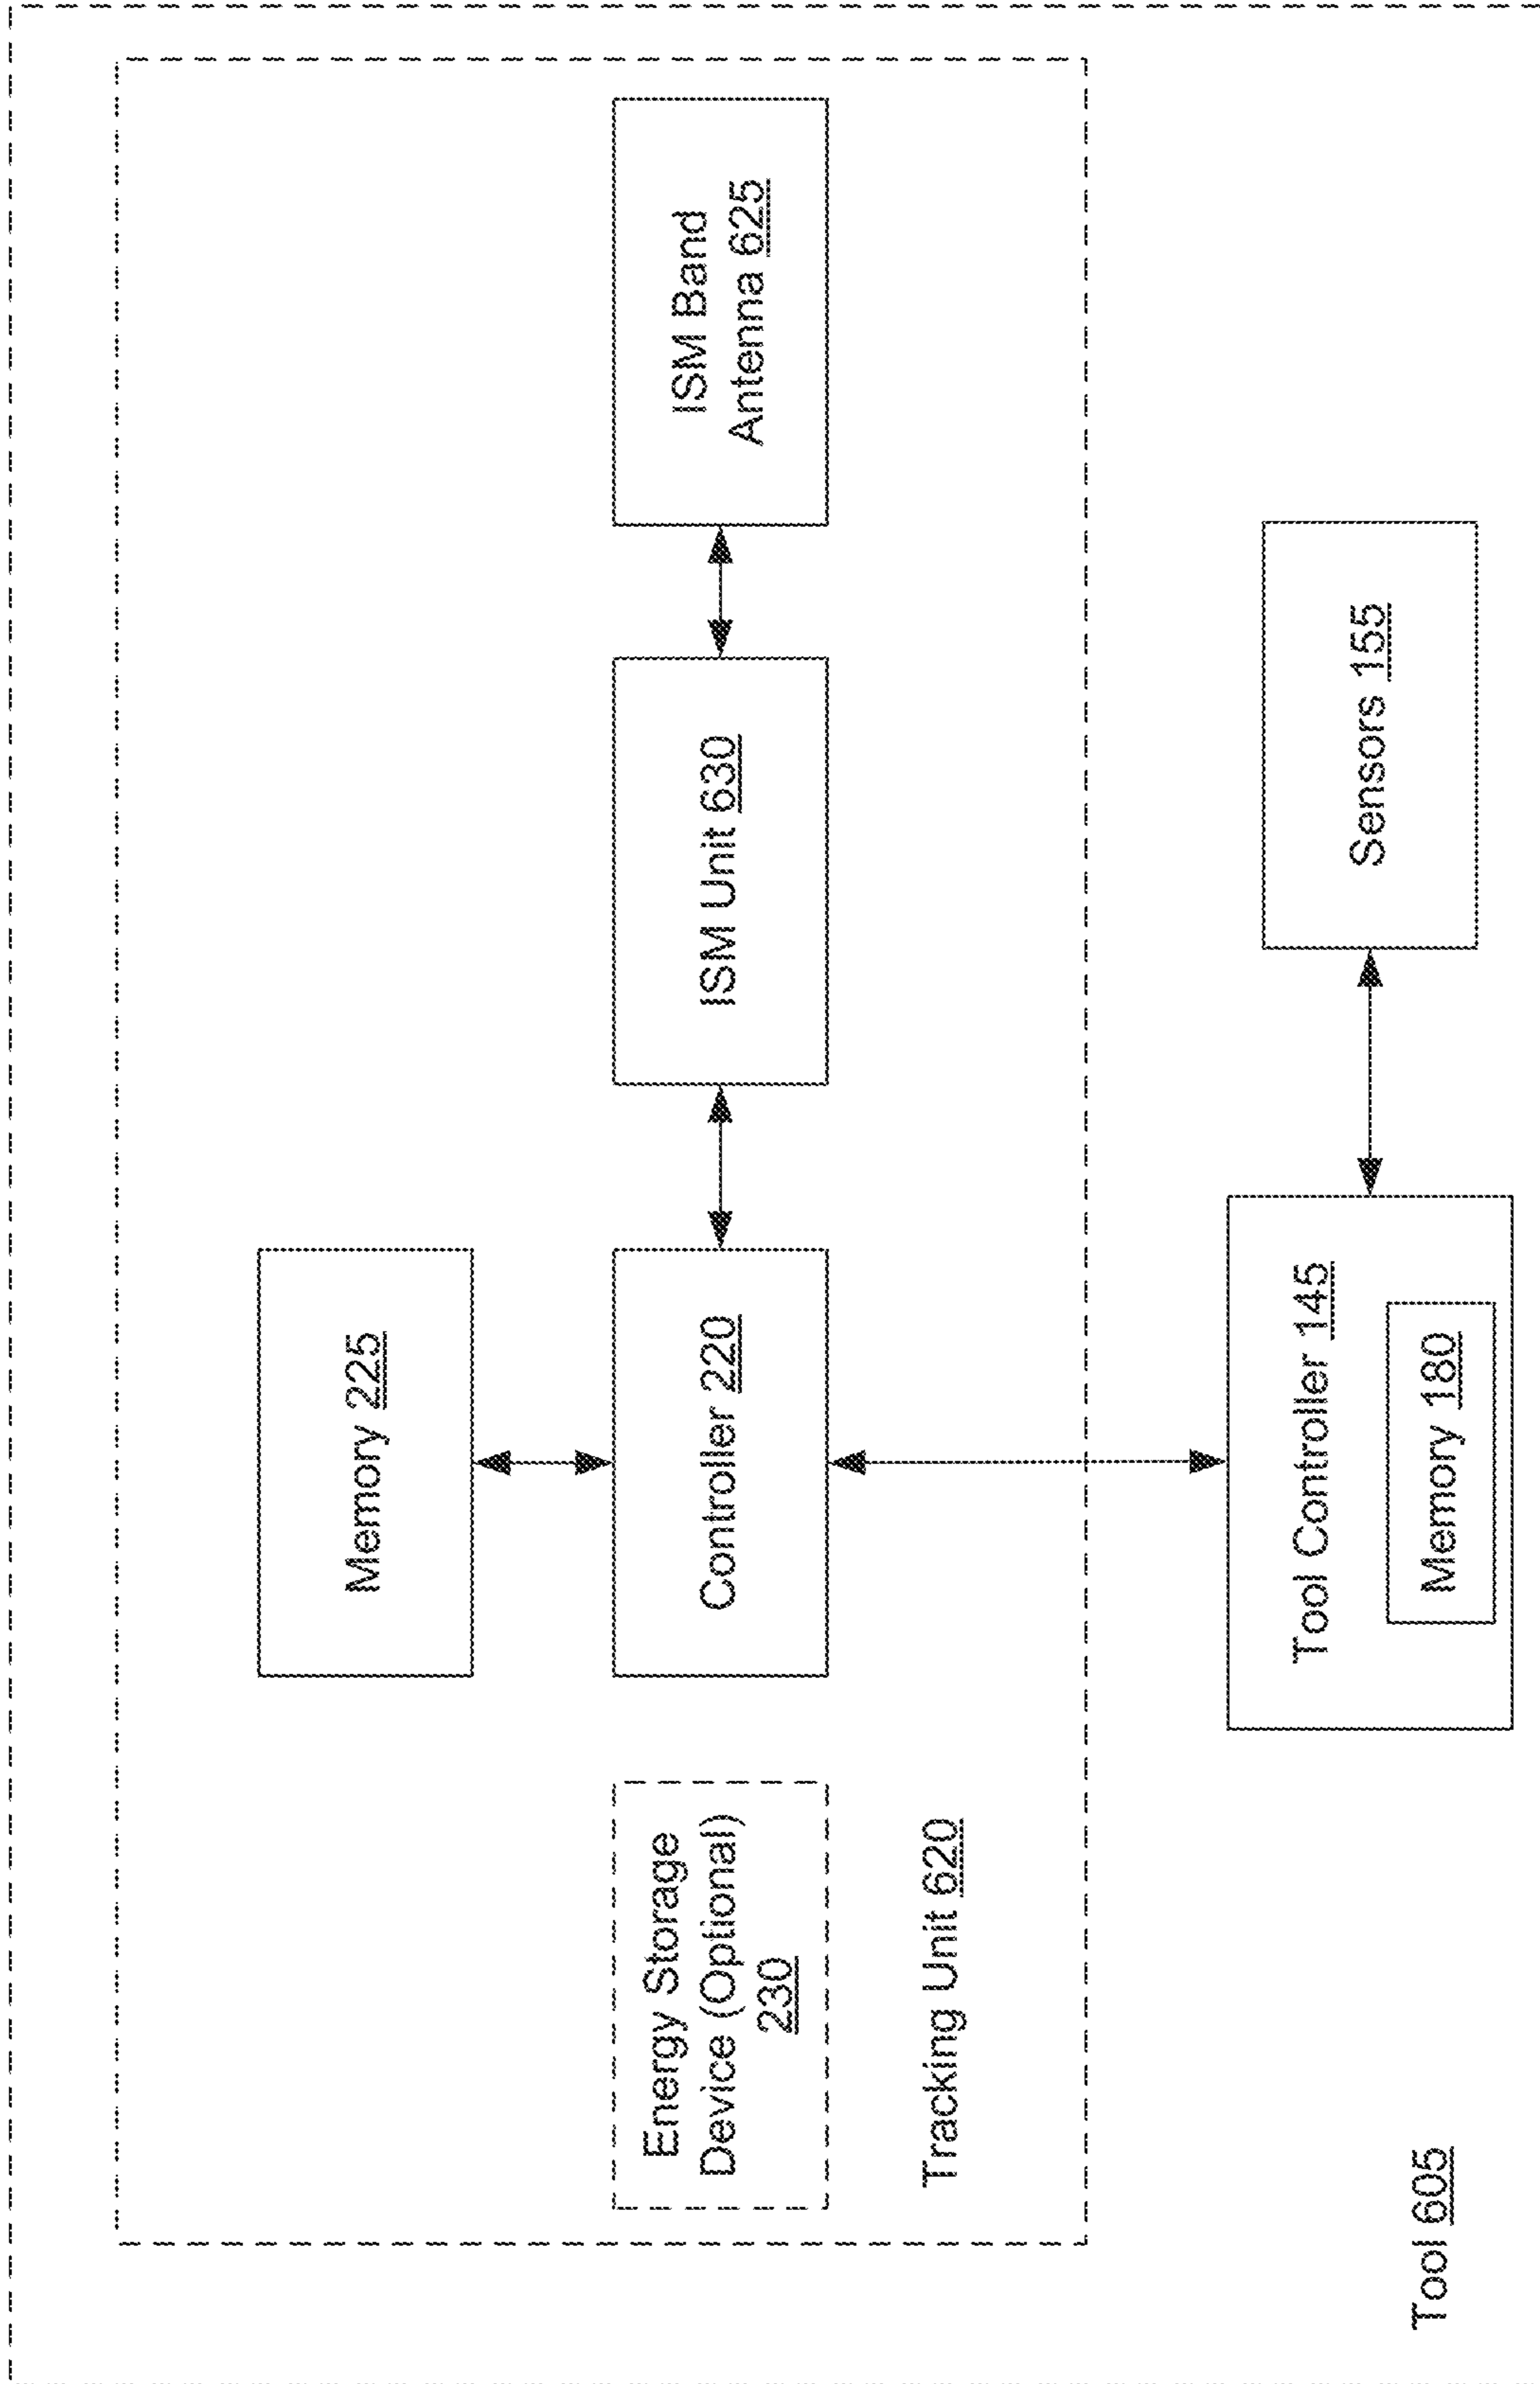 Memory 225
Energy Storage
Device (Optional)
230
Controller 220
ISM Unit 630
ISM Band
Antenna 625
Tracking Unit 620
Tool Controller 145
Memory 180
Sensors 155
Tool 605